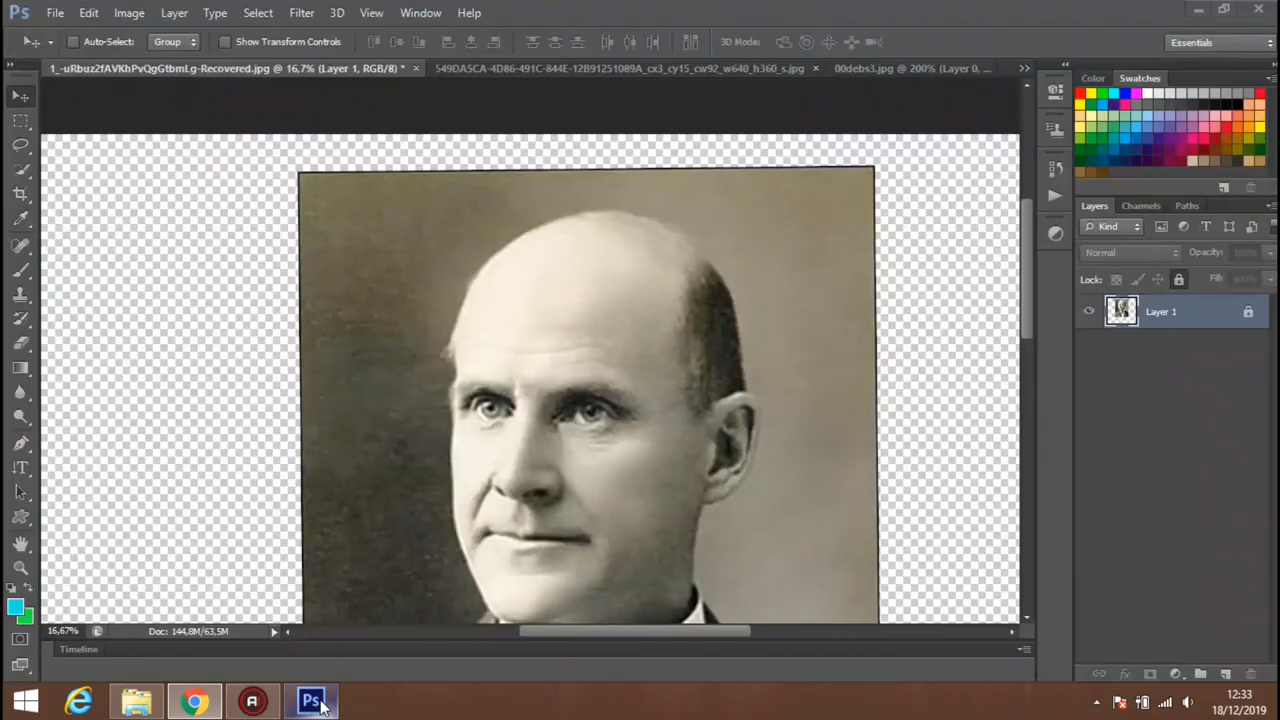 Ps File Edit Image Layer Type Select Filter 3D View Window Help
Auto-Select: Group Show Transform Controls 3D Mode: Essentials
1_-uRbuz2fAVKhPvQgGtbmLg-Recovered.jpg @ 16,7% (Layer 1, RGB/8) * × 549DA5CA-4D86-491C-844E-12B91251089A_cx3_cy15_cw92_w640_h360_s.jpg × 00debs3.jpg @ 200% (Layer 0, ... >>
Color Swatches
Layers Channels Paths
Kind
Normal Opacity: 100%
Lock: Fill: 100%
Layer 1
16,67% Doc: 144,8M/63,5M
Timeline
Ps
12:33
18/12/2019